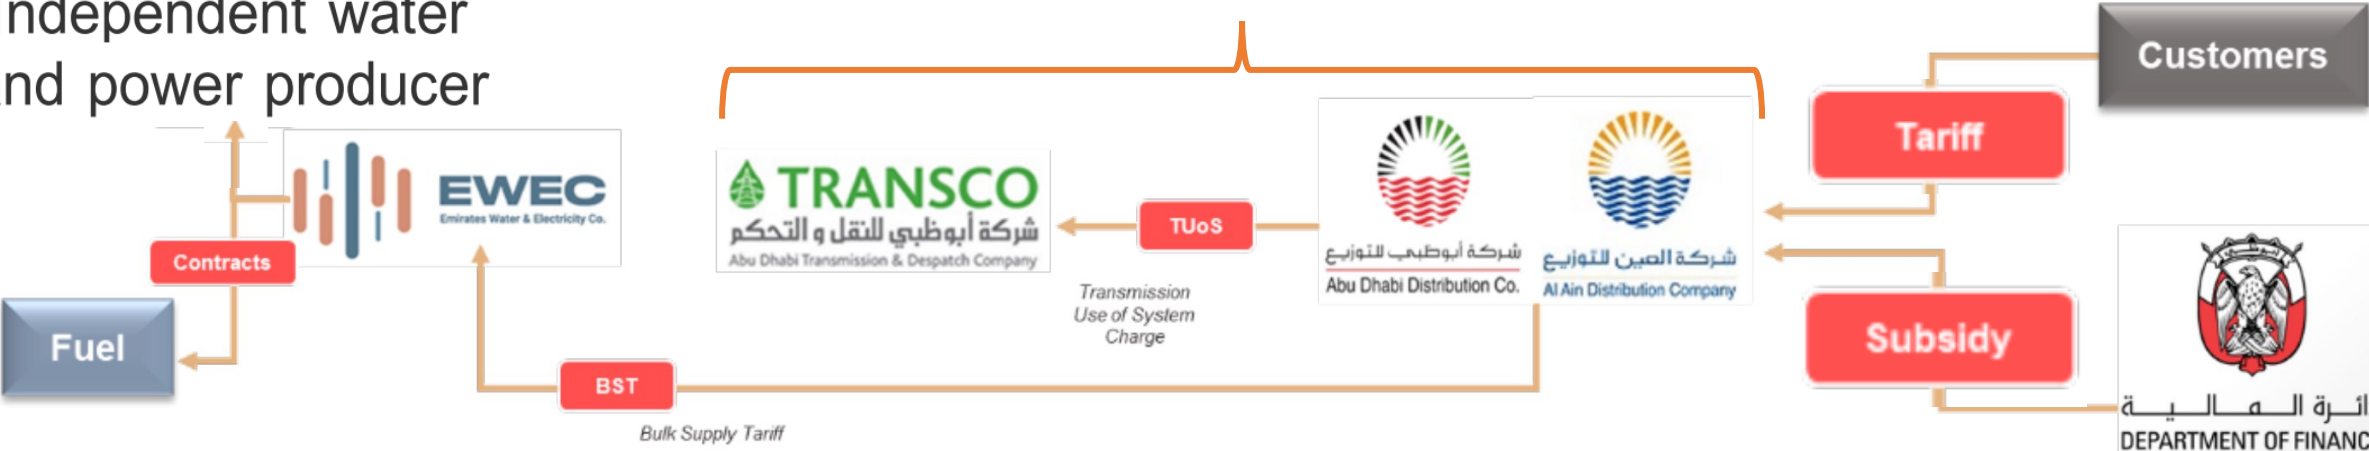 ndependent water
nd power producer
Customers
Tariff
EWEC
Emirates Water & Electricity Co.
TRANSCO
شركة أبوظبي للنقل و التحكم
Abu Dhabi Transmission & Despatch Company
TUoS
Transmission
Use of System
Charge
شركة أبوظبي للتوزيع
Abu Dhabi Distribution Co.
شركة العين للتوزيع
Al Ain Distribution Company
Contracts
Fuel
Subsidy
BST
Bulk Supply Tariff
ائرة المالية
DEPARTMENT OF FINANC